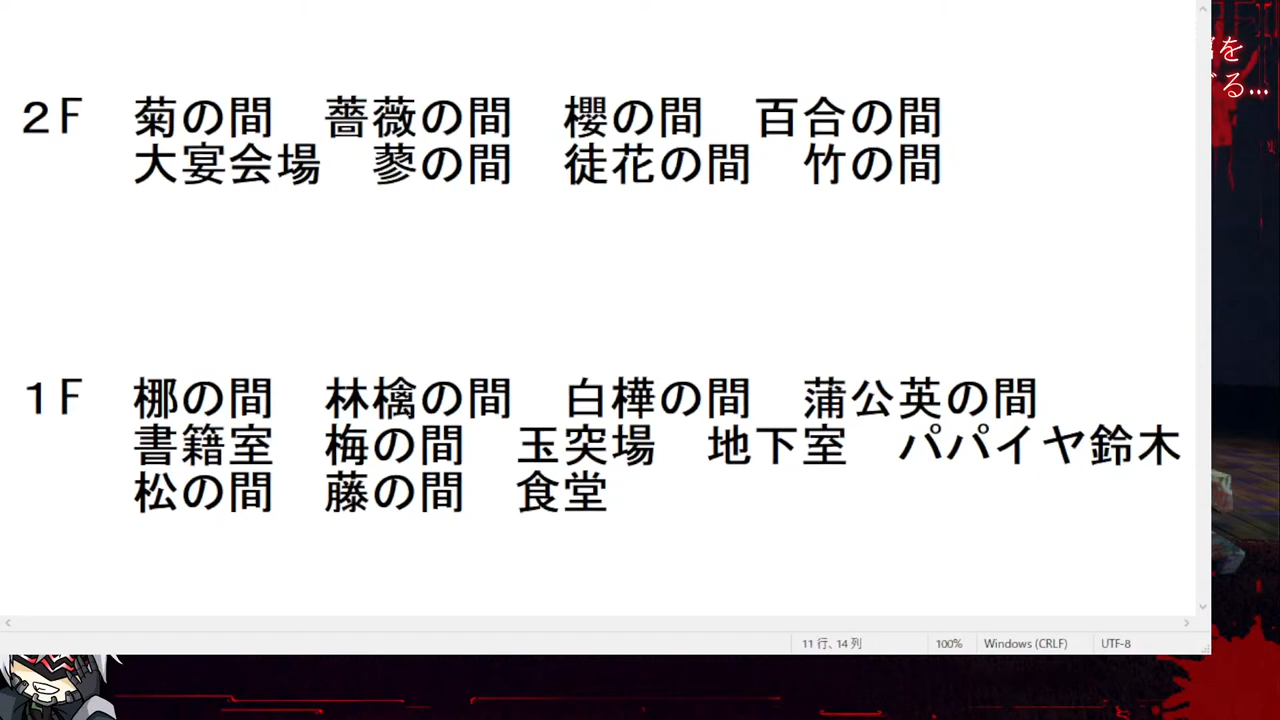 2F　菊の間　薔薇の間　櫻の間　百合の間
大宴会場　蓼の間　徒花の間　竹の間
1F　梛の間　林檎の間　白樺の間　蒲公英の間
書籍室　梅の間　玉突場　地下室　パパイヤ鈴木
松の間　藤の間　食堂
を
る…
11 行、14 列　100%　Windows (CRLF)　UTF-8